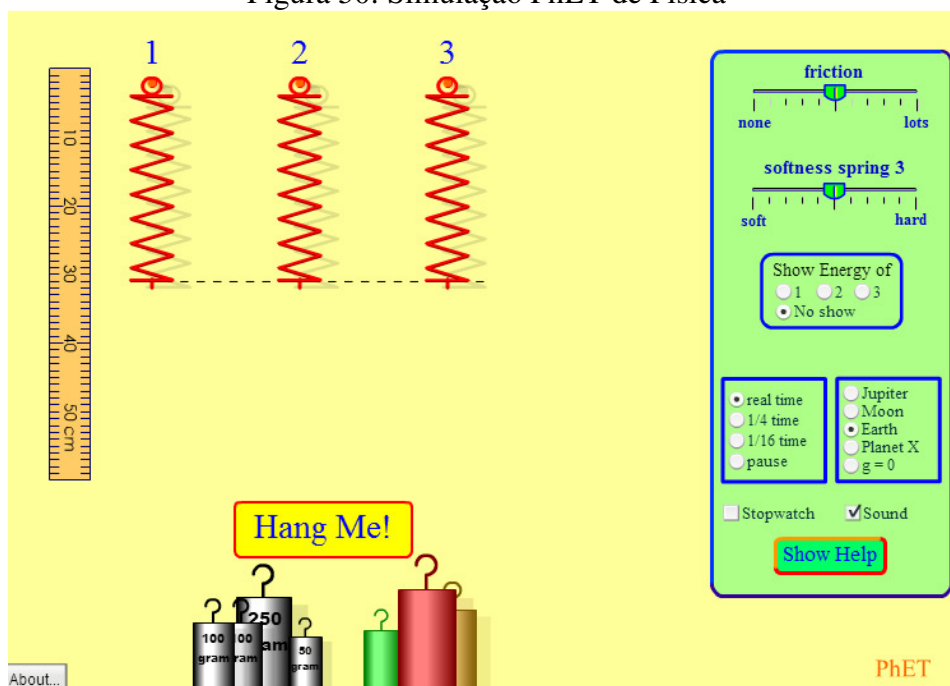 Figura 36: Simulação PhET de Física
1 2 3
10
20
30
40
50 cm
friction
none lots
softness spring 3
soft hard
Show Energy of
1 2 3
No show
real time
1/4 time
1/16 time
pause
Jupiter
Moon
Earth
Planet X
g = 0
Stopwatch Sound
Show Help
Hang Me!
250
100
gram
50
gram
PhET
About...